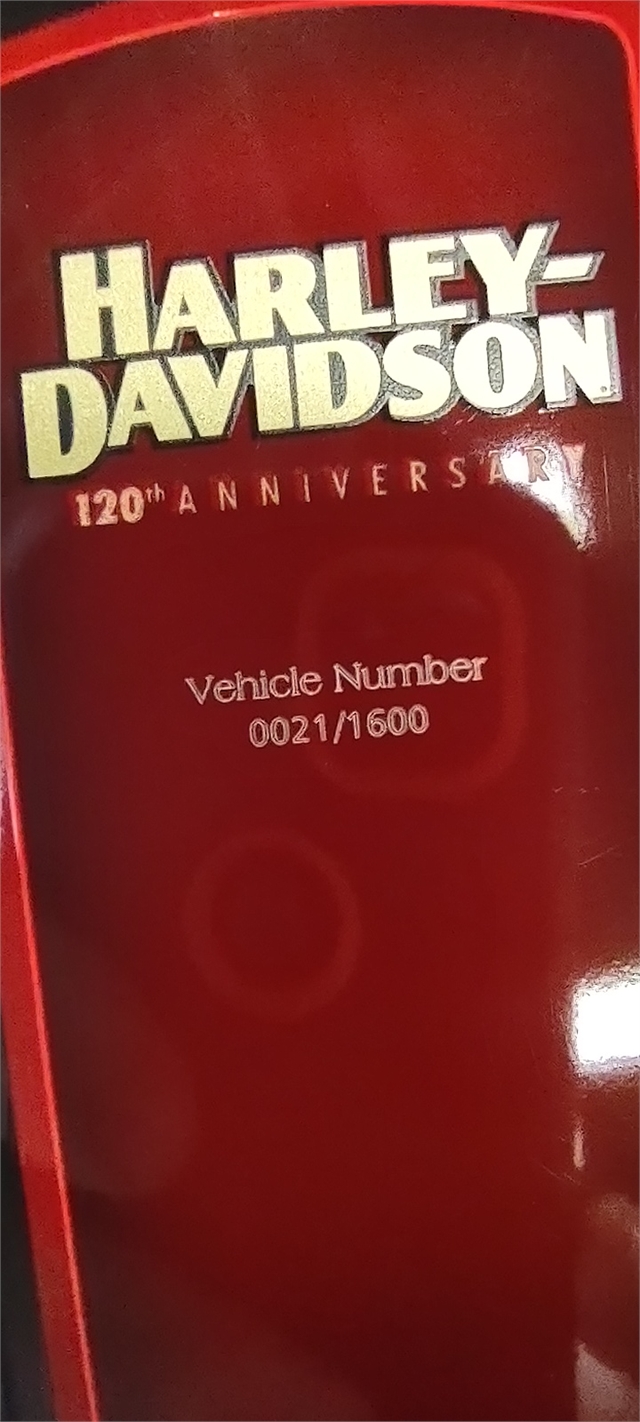 HARLEY-
DAVIDSON
120th ANNIVERSARY
Vehicle Number
0021/1600